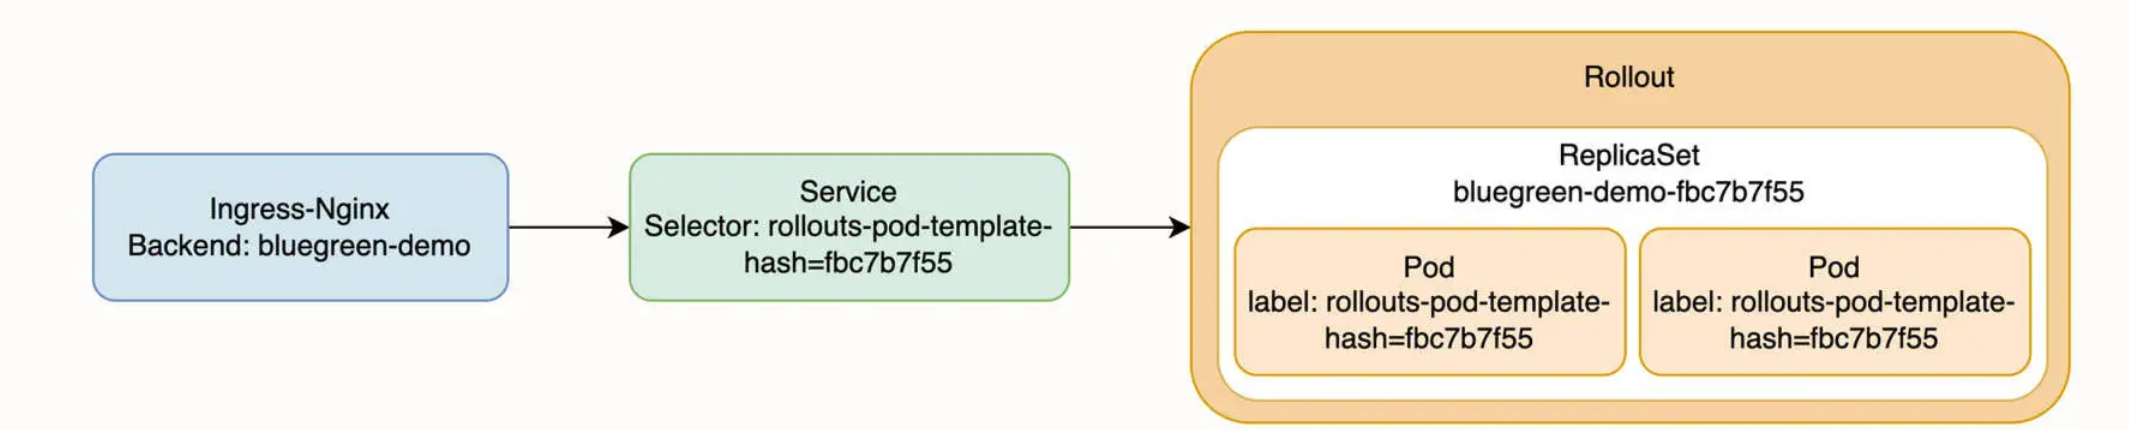 Ingress-Nginx
Backend: bluegreen-demo
Service
Selector: rollouts-pod-template-
hash=fbc7b7f55
Rollout
ReplicaSet
bluegreen-demo-fbc7b7f55
Pod
label: rollouts-pod-template-
hash=fbc7b7f55
Pod
label: rollouts-pod-template-
hash=fbc7b7f55